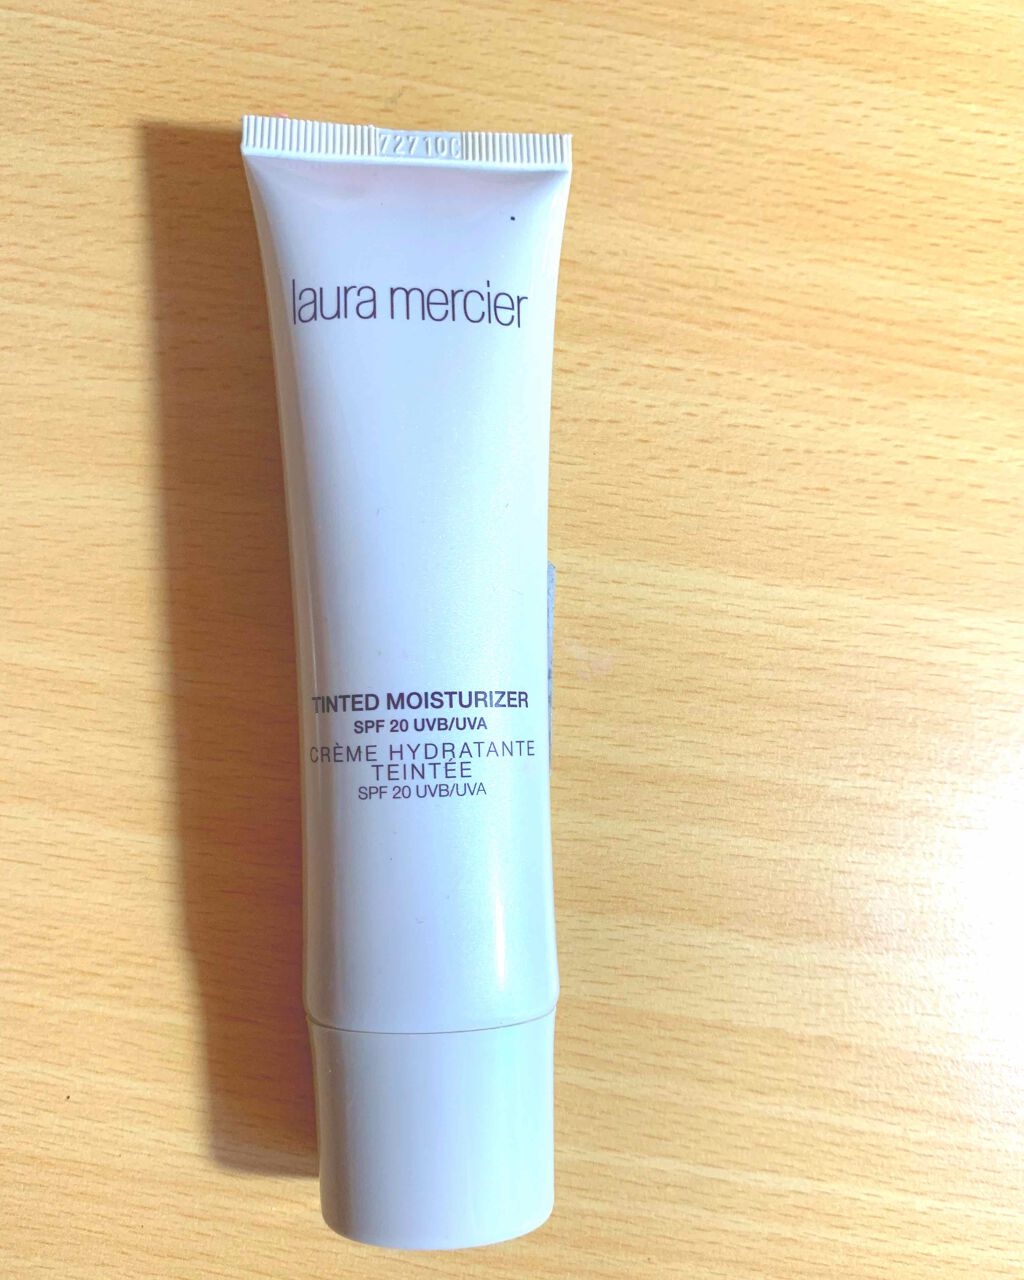 72710C
laura mercier
TINTED MOISTURIZER
SPF 20 UVB/UVA
CRÈME HYDRATANTE
TEINTÉE
SPF 20 UVB/UVA